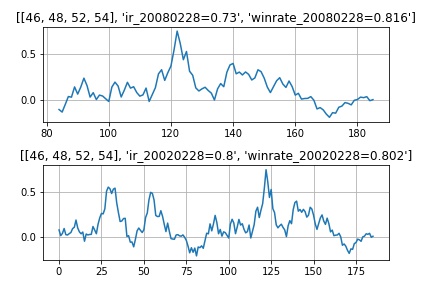 [[46, 48, 52, 54], 'ir_20080228=0.73', 'winrate_20080228=0.816']
0.5
0.0
80 100 120 140 160 180
[[46, 48, 52, 54], 'ir_20020228=0.8', 'winrate_20020228=0.802']
0.5
0.0
0 25 50 75 100 125 150 175